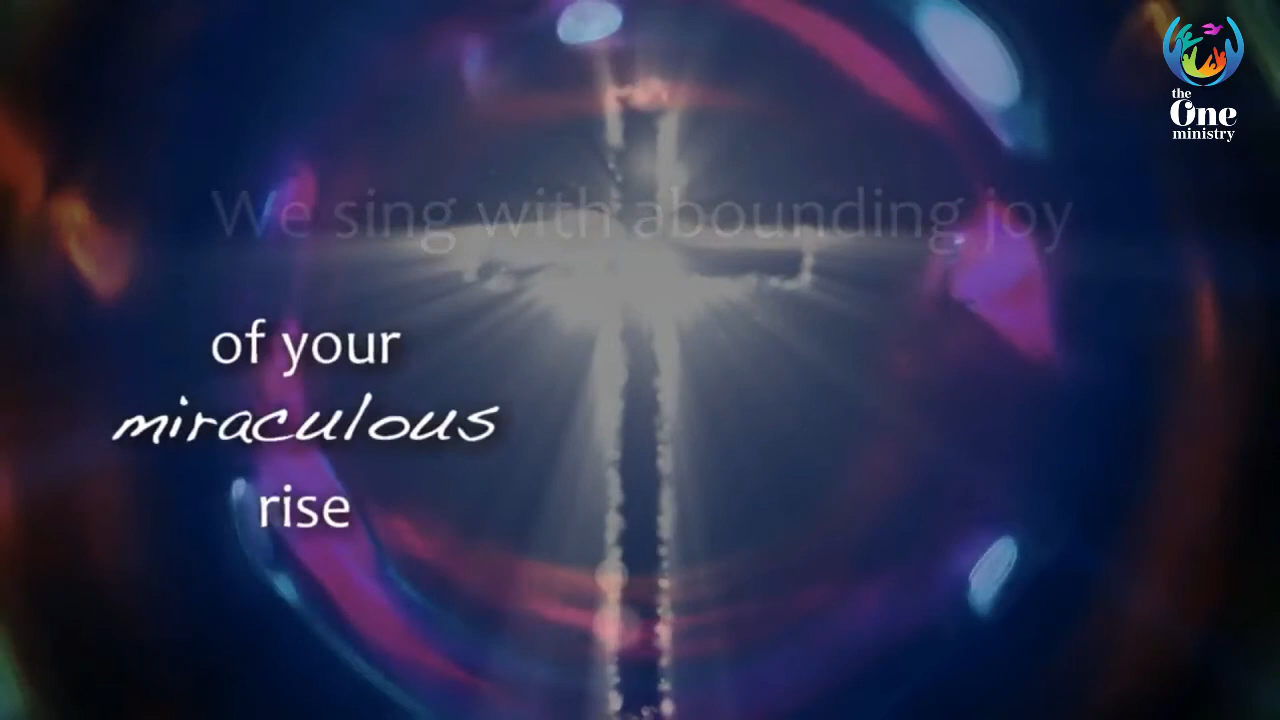 the
One
ministry
We sing with abounding joy
of your
miraculous
rise